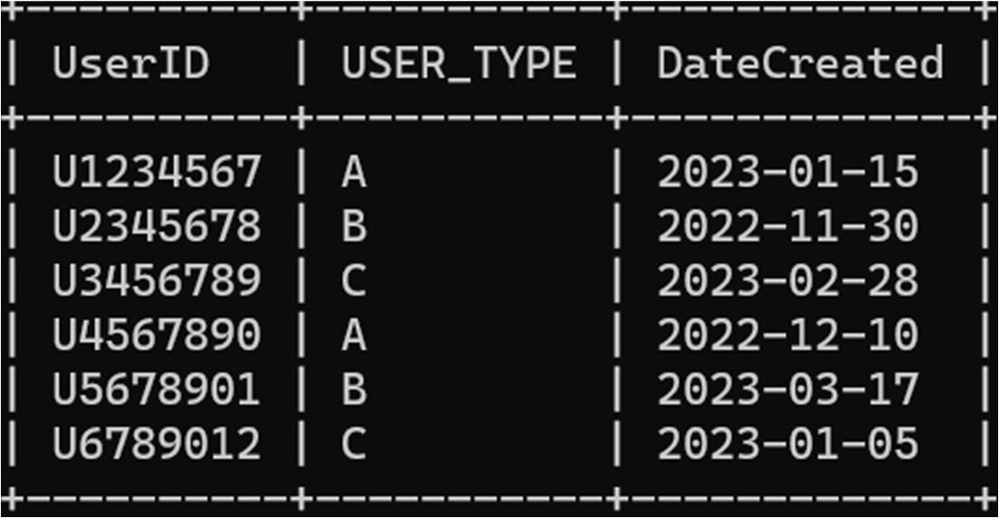 +----------+-----------+-------------+
| UserID   | USER_TYPE | DateCreated |
+----------+-----------+-------------+
| U1234567 | A         | 2023-01-15  |
| U2345678 | B         | 2022-11-30  |
| U3456789 | C         | 2023-02-28  |
| U4567890 | A         | 2022-12-10  |
| U5678901 | B         | 2023-03-17  |
| U6789012 | C         | 2023-01-05  |
+----------+-----------+-------------+